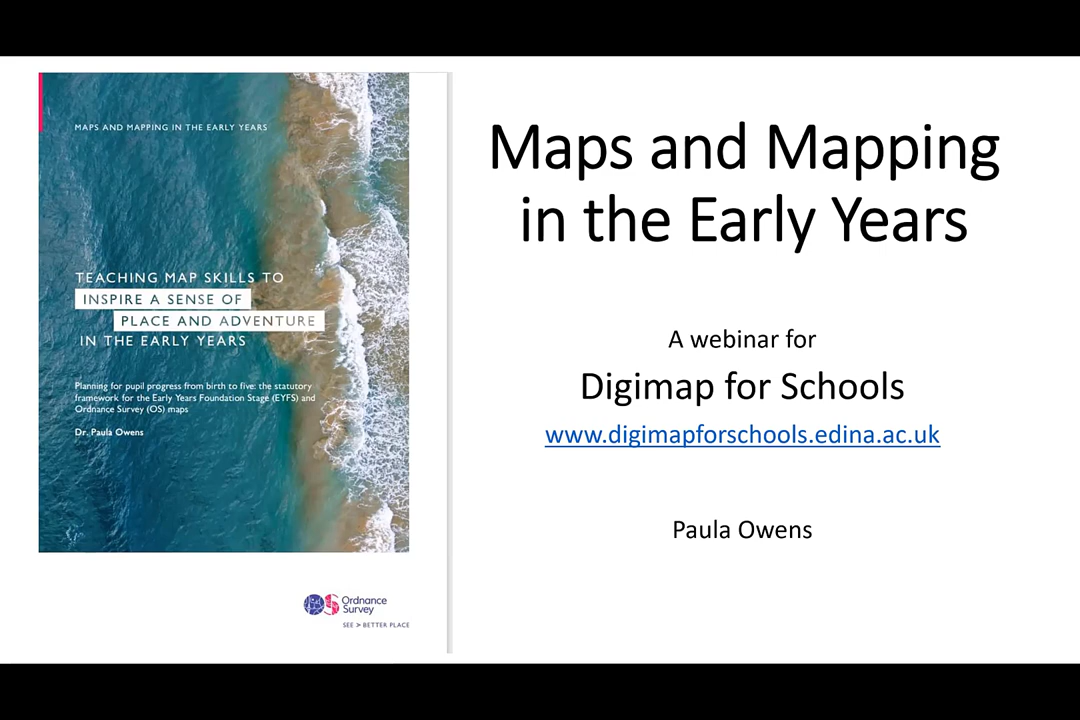 MAPS AND MAPPING IN THE EARLY YEARS
TEACHING MAP SKILLS TO
INSPIRE A SENSE OF
PLACE AND ADVENTURE
IN THE EARLY YEARS
Planning for pupil progress from birth to five: the statutory
framework for the Early Years Foundation Stage (EYFS) and
Ordnance Survey (OS) maps
Dr. Paula Owens
Ordnance
Survey
SEE > BETTER PLACE
Maps and Mapping
in the Early Years
A webinar for
Digimap for Schools
www.digimapforschools.edina.ac.uk
Paula Owens